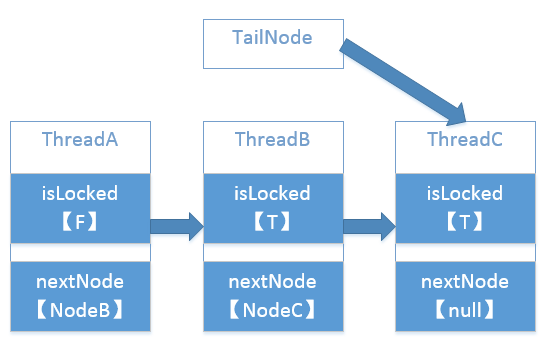 TailNode
ThreadA
ThreadB
ThreadC
isLocked
【F】
isLocked
【T】
isLocked
【T】
nextNode
【NodeB】
nextNode
【NodeC】
nextNode
【null】